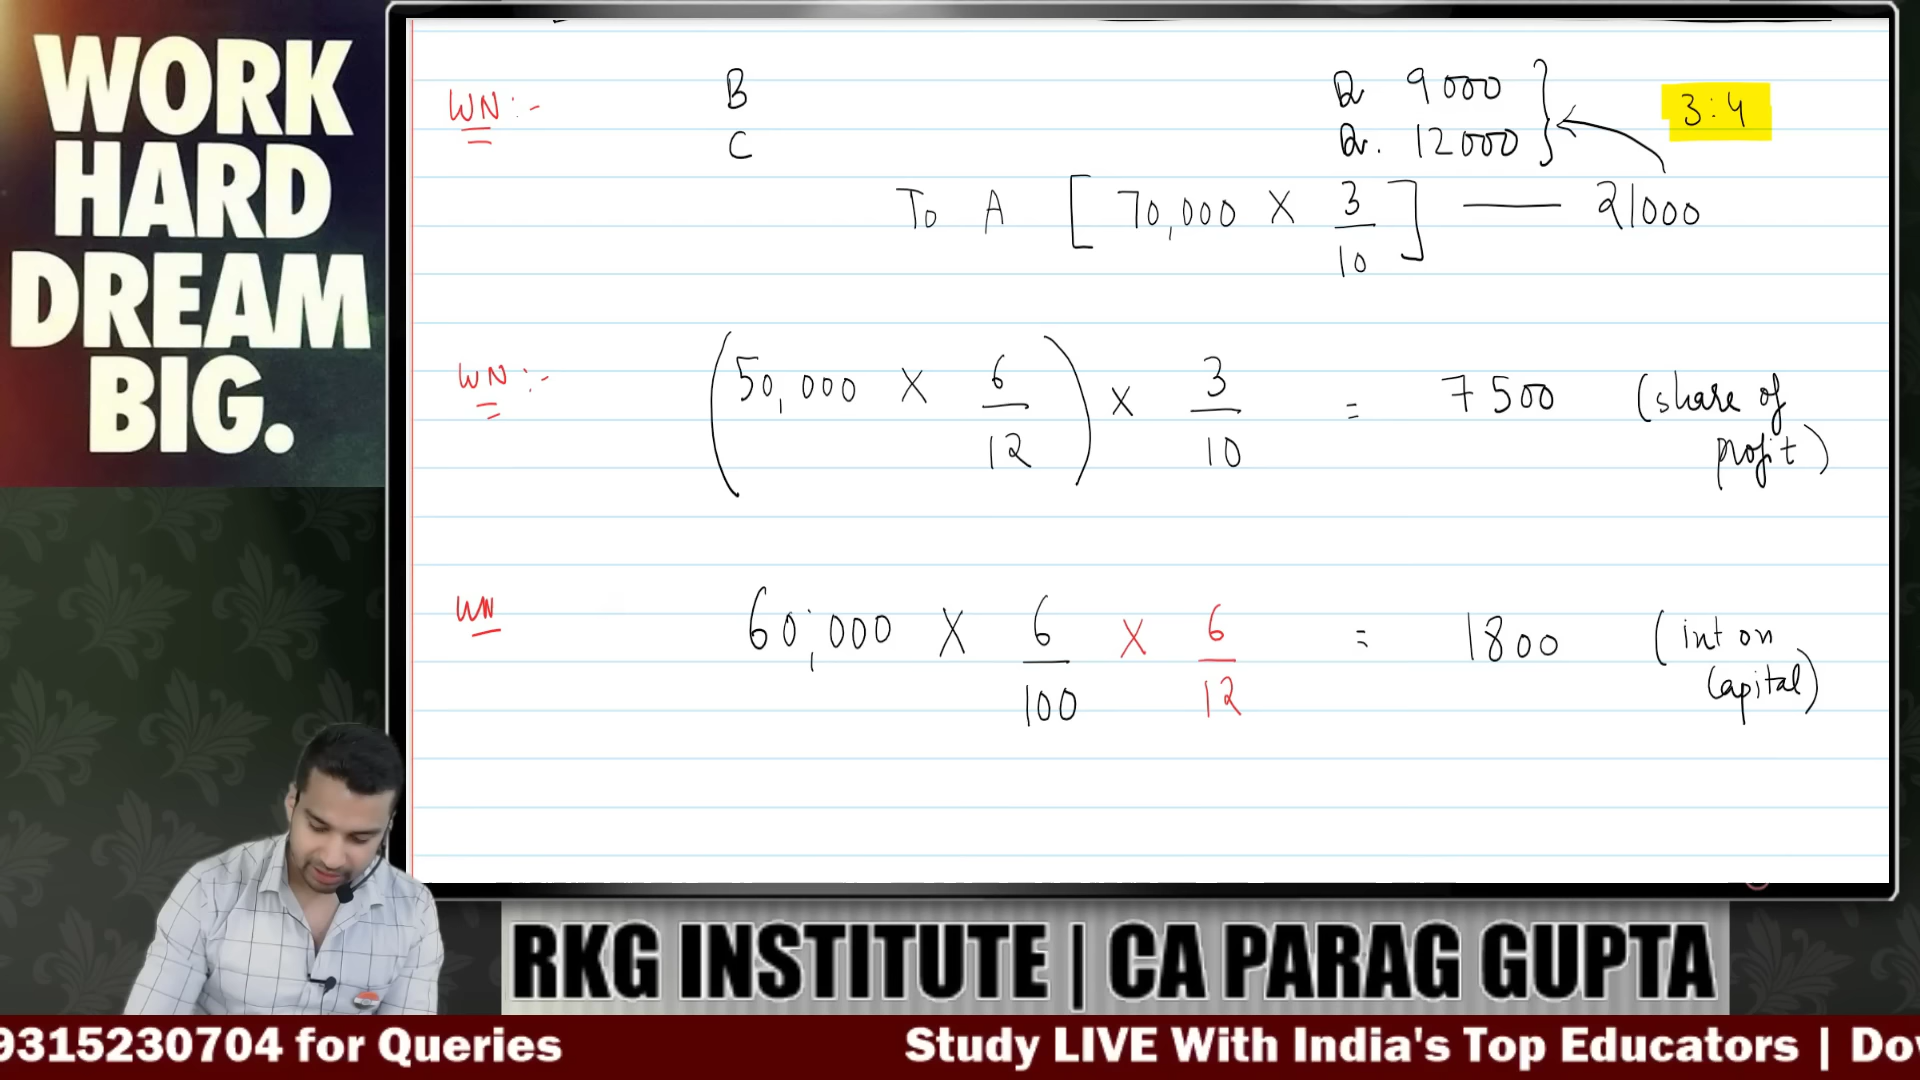 WORK
HARD
DREAM
BIG.
WN:-
B Dr 9000
C Dr. 12000
3:4
To A [70,000 X 3/10] —— 21000
WN:-
(50,000 X 6/12) X 3/10 = 7500 (share of
profit)
WN
60,000 X 6/100 X 6/12 = 1800 (int on
Capital)
RKG INSTITUTE | CA PARAG GUPTA
9315230704 for Queries
Study LIVE With India's Top Educators |